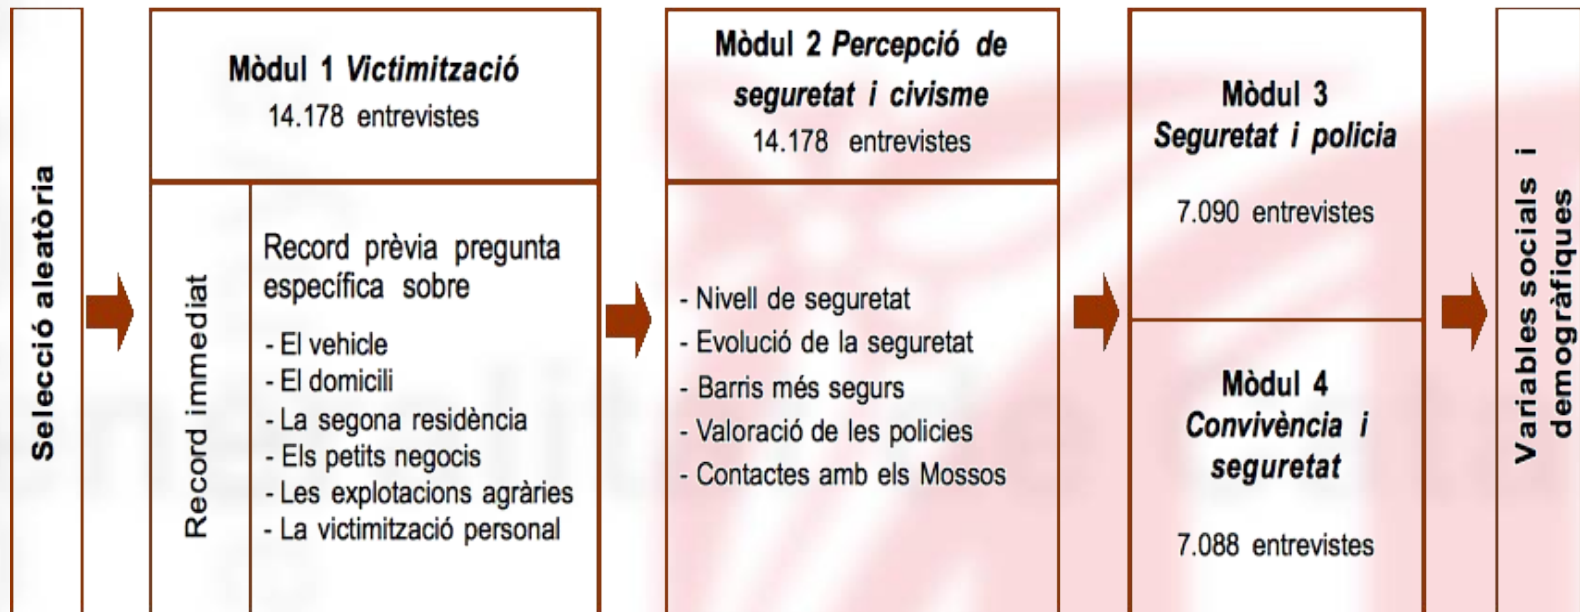 Selecció aleatòria
Mòdul 1 Victimització
14.178 entrevistes
Record immediat
Record prèvia pregunta
específica sobre
- El vehicle
- El domicili
- La segona residència
- Els petits negocis
- Les explotacions agràries
- La victimització personal
Mòdul 2 Percepció de
seguretat i civisme
14.178 entrevistes
- Nivell de seguretat
- Evolució de la seguretat
- Barris més segurs
- Valoració de les policies
- Contactes amb els Mossos
Mòdul 3
Seguretat i policia
7.090 entrevistes
Mòdul 4
Convivència i
seguretat
7.088 entrevistes
Variables socials i
demogràfiques